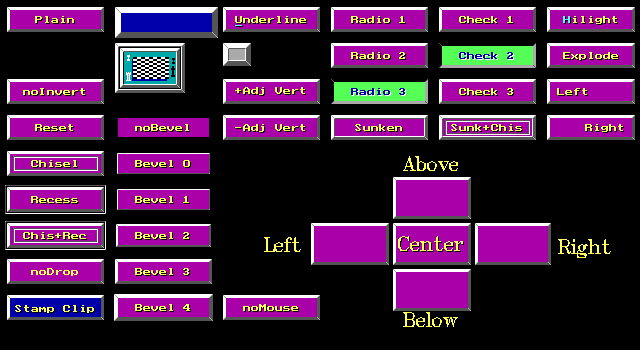 Plain
Underline
Radio 1
Check 1
Hilight
Radio 2
Check 2
Explode
noInvert
+Adj Vert
Radio 3
Check 3
Left
Reset
noBevel
-Adj Vert
Sunken
Sunk+Chis
Right
Chisel
Bevel 0
Above
Recess
Bevel 1
Chis+Rec
Bevel 2
Left
Center
Right
noDrop
Bevel 3
Stamp Clip
Bevel 4
noMouse
Below